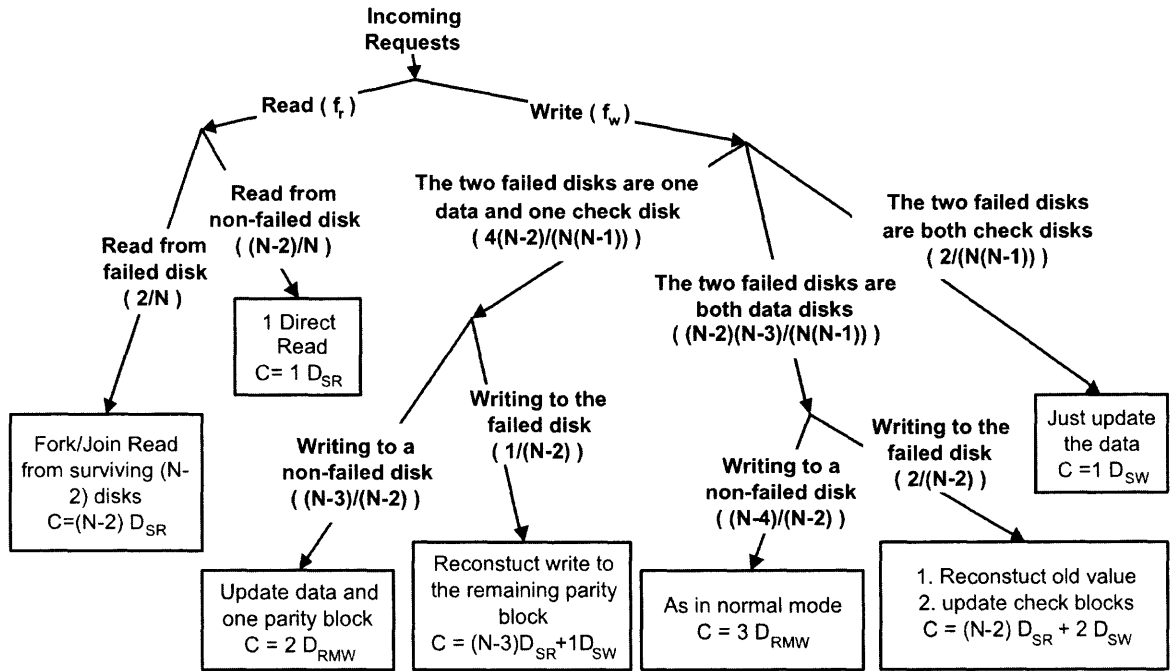 Incoming
Requests
Read ( f_r )
Write ( f_w )
Read from
non-failed disk
( (N-2)/N )
Read from
failed disk
( 2/N )
The two failed disks are one
data and one check disk
( 4(N-2)/(N(N-1)) )
The two failed disks
are both check disks
( 2/(N(N-1)) )
The two failed disks are
both data disks
( (N-2)(N-3)/(N(N-1)) )
1 Direct
Read
C= 1 D_SR
Fork/Join Read
from surviving (N-
2) disks
C=(N-2) D_SR
Writing to a
non-failed disk
( (N-3)/(N-2) )
Writing to the
failed disk
( 1/(N-2) )
Writing to a
non-failed disk
( (N-4)/(N-2) )
Writing to the
failed disk
( 2/(N-2) )
Just update
the data
C =1 D_SW
Update data and
one parity block
C = 2 D_RMW
Reconstuct write to
the remaining parity
block
C = (N-3)D_SR+1D_SW
As in normal mode
C = 3 D_RMW
1. Reconstuct old value
2. update check blocks
C = (N-2) D_SR + 2 D_SW